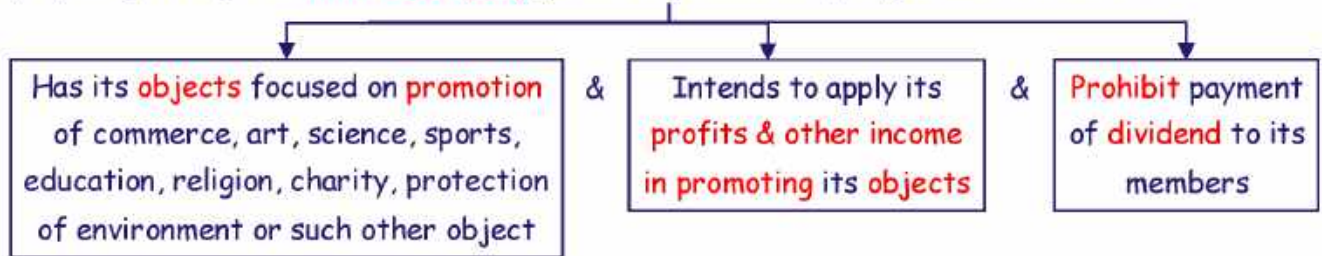 Has its objects focused on promotion
of commerce, art, science, sports,
education, religion, charity, protection
of environment or such other object
&
Intends to apply its
profits & other income
in promoting its objects
&
Prohibit payment
of dividend to its
members